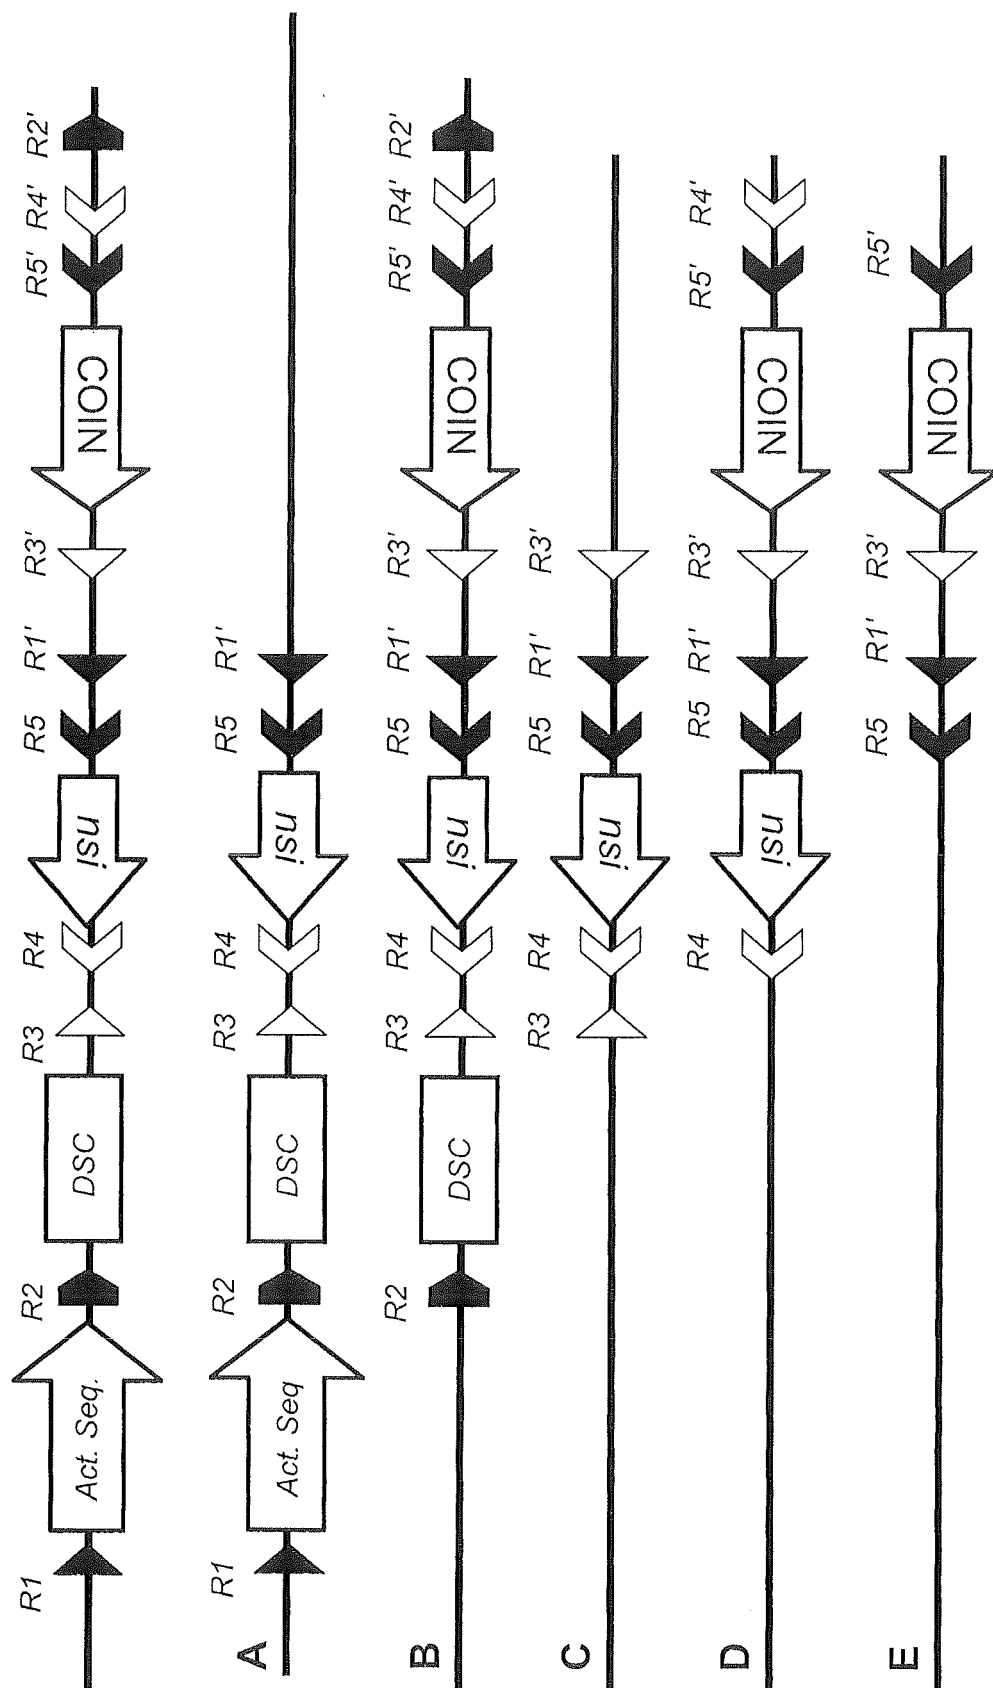 R1 Act. Seq. R2 DSC R3 R4 nsi R5 R1' R3' COIN R5' R4' R2'
A R1 Act. Seq R2 DSC R3 R4 nsi R5 R1'
B R2 DSC R3 R4 nsi R5 R1' R3' COIN R5' R4' R2'
C R3 R4 nsi R5 R1' R3'
D R4 nsi R5 R1' R3' COIN R5' R4'
E R5 R1' R3' COIN R5'